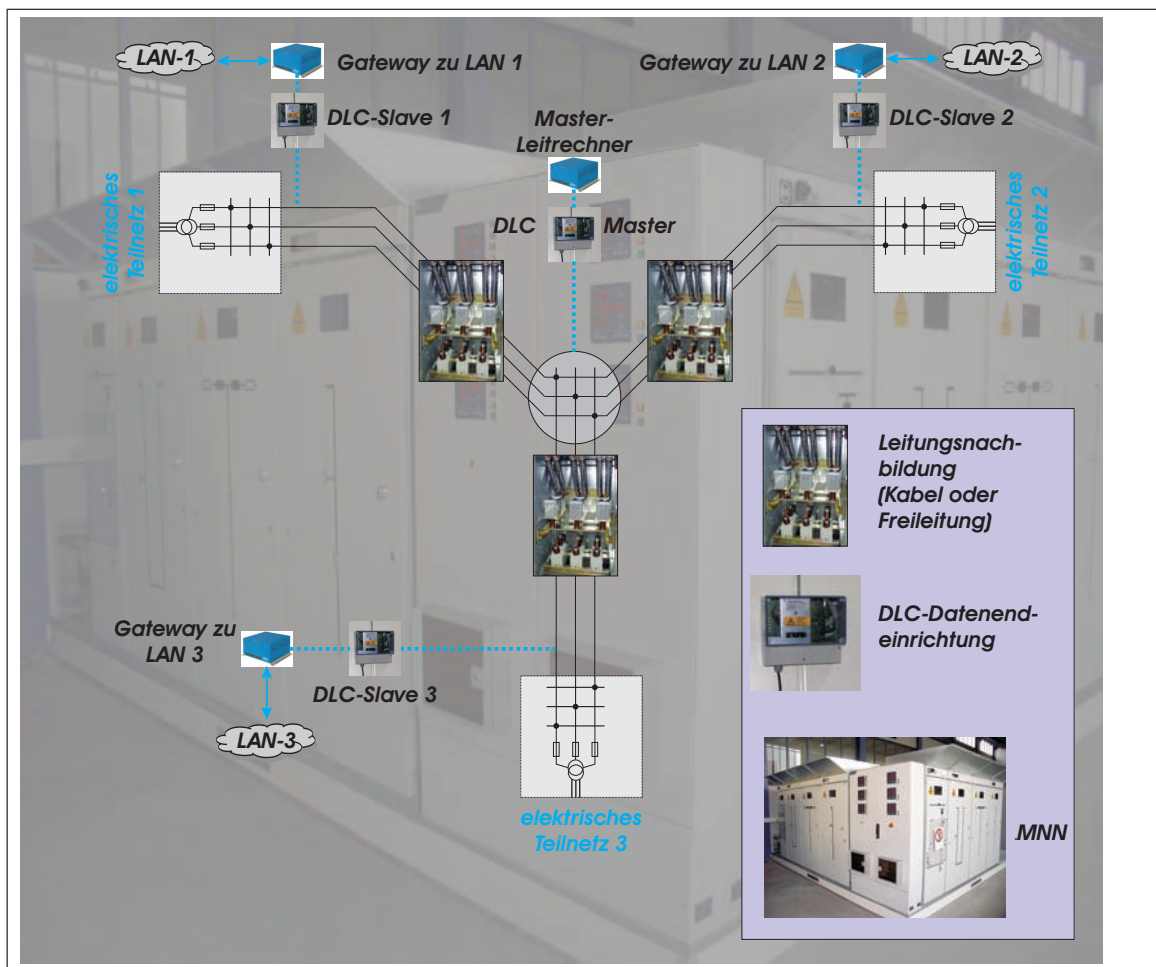 LAN-1
Gateway zu LAN 1
Gateway zu LAN 2
LAN-2
DLC-Slave 1
Master-
Leitrechner
DLC-Slave 2
elektrisches
Teilnetz 1
DLC
Master
elektrisches
Teilnetz 2
Leitungsnach-
bildung
(Kabel oder
Freileitung)
DLC-Datenend-
einrichtung
Gateway zu
LAN 3
DLC-Slave 3
LAN-3
elektrisches
Teilnetz 3
MNN